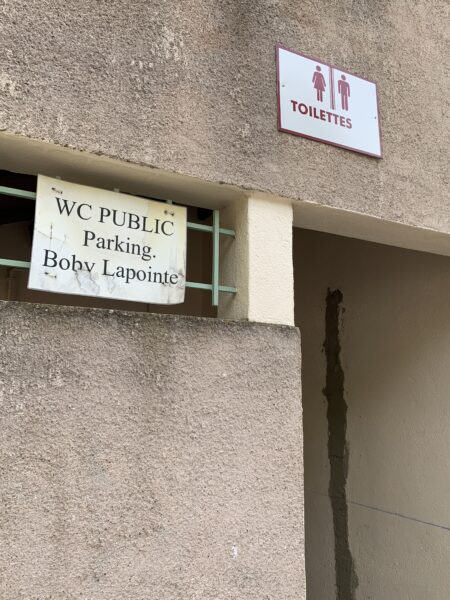 TOILETTES
WC PUBLIC
Parking.
Boby Lapointe